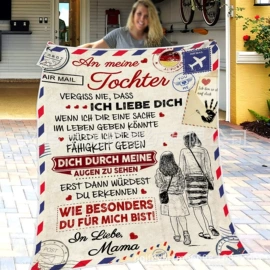 An meine
AIR MAIL
Tochter
VERGISS NIE, DASS
ICH LIEBE DICH
WENN ICH DIR EINE SACHE
IM LEBEN GEBEN KÖNNTE
WÜRDE ICH DIR DIE
FÄHIGKEIT GEBEN
DICH DURCH MEINE
AUGEN ZU SEHEN
ERST DANN WÜRDEST
DU ERKENNEN
WIE BESONDERS
DU FÜR MICH BIST!
In Liebe,
Mama